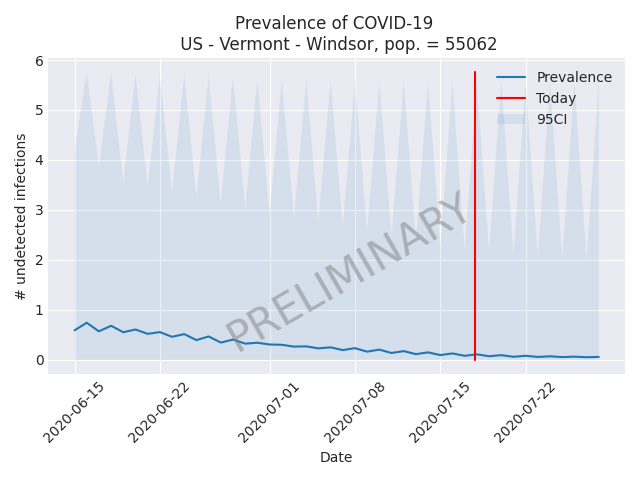 Prevalence of COVID-19
US - Vermont - Windsor, pop. = 55062
6
5
4
3
2
1
0
# undetected infections
Prevalence
Today
95CI
PRELIMINARY
2020-06-15
2020-06-22
2020-07-01
2020-07-08
2020-07-15
2020-07-22
Date